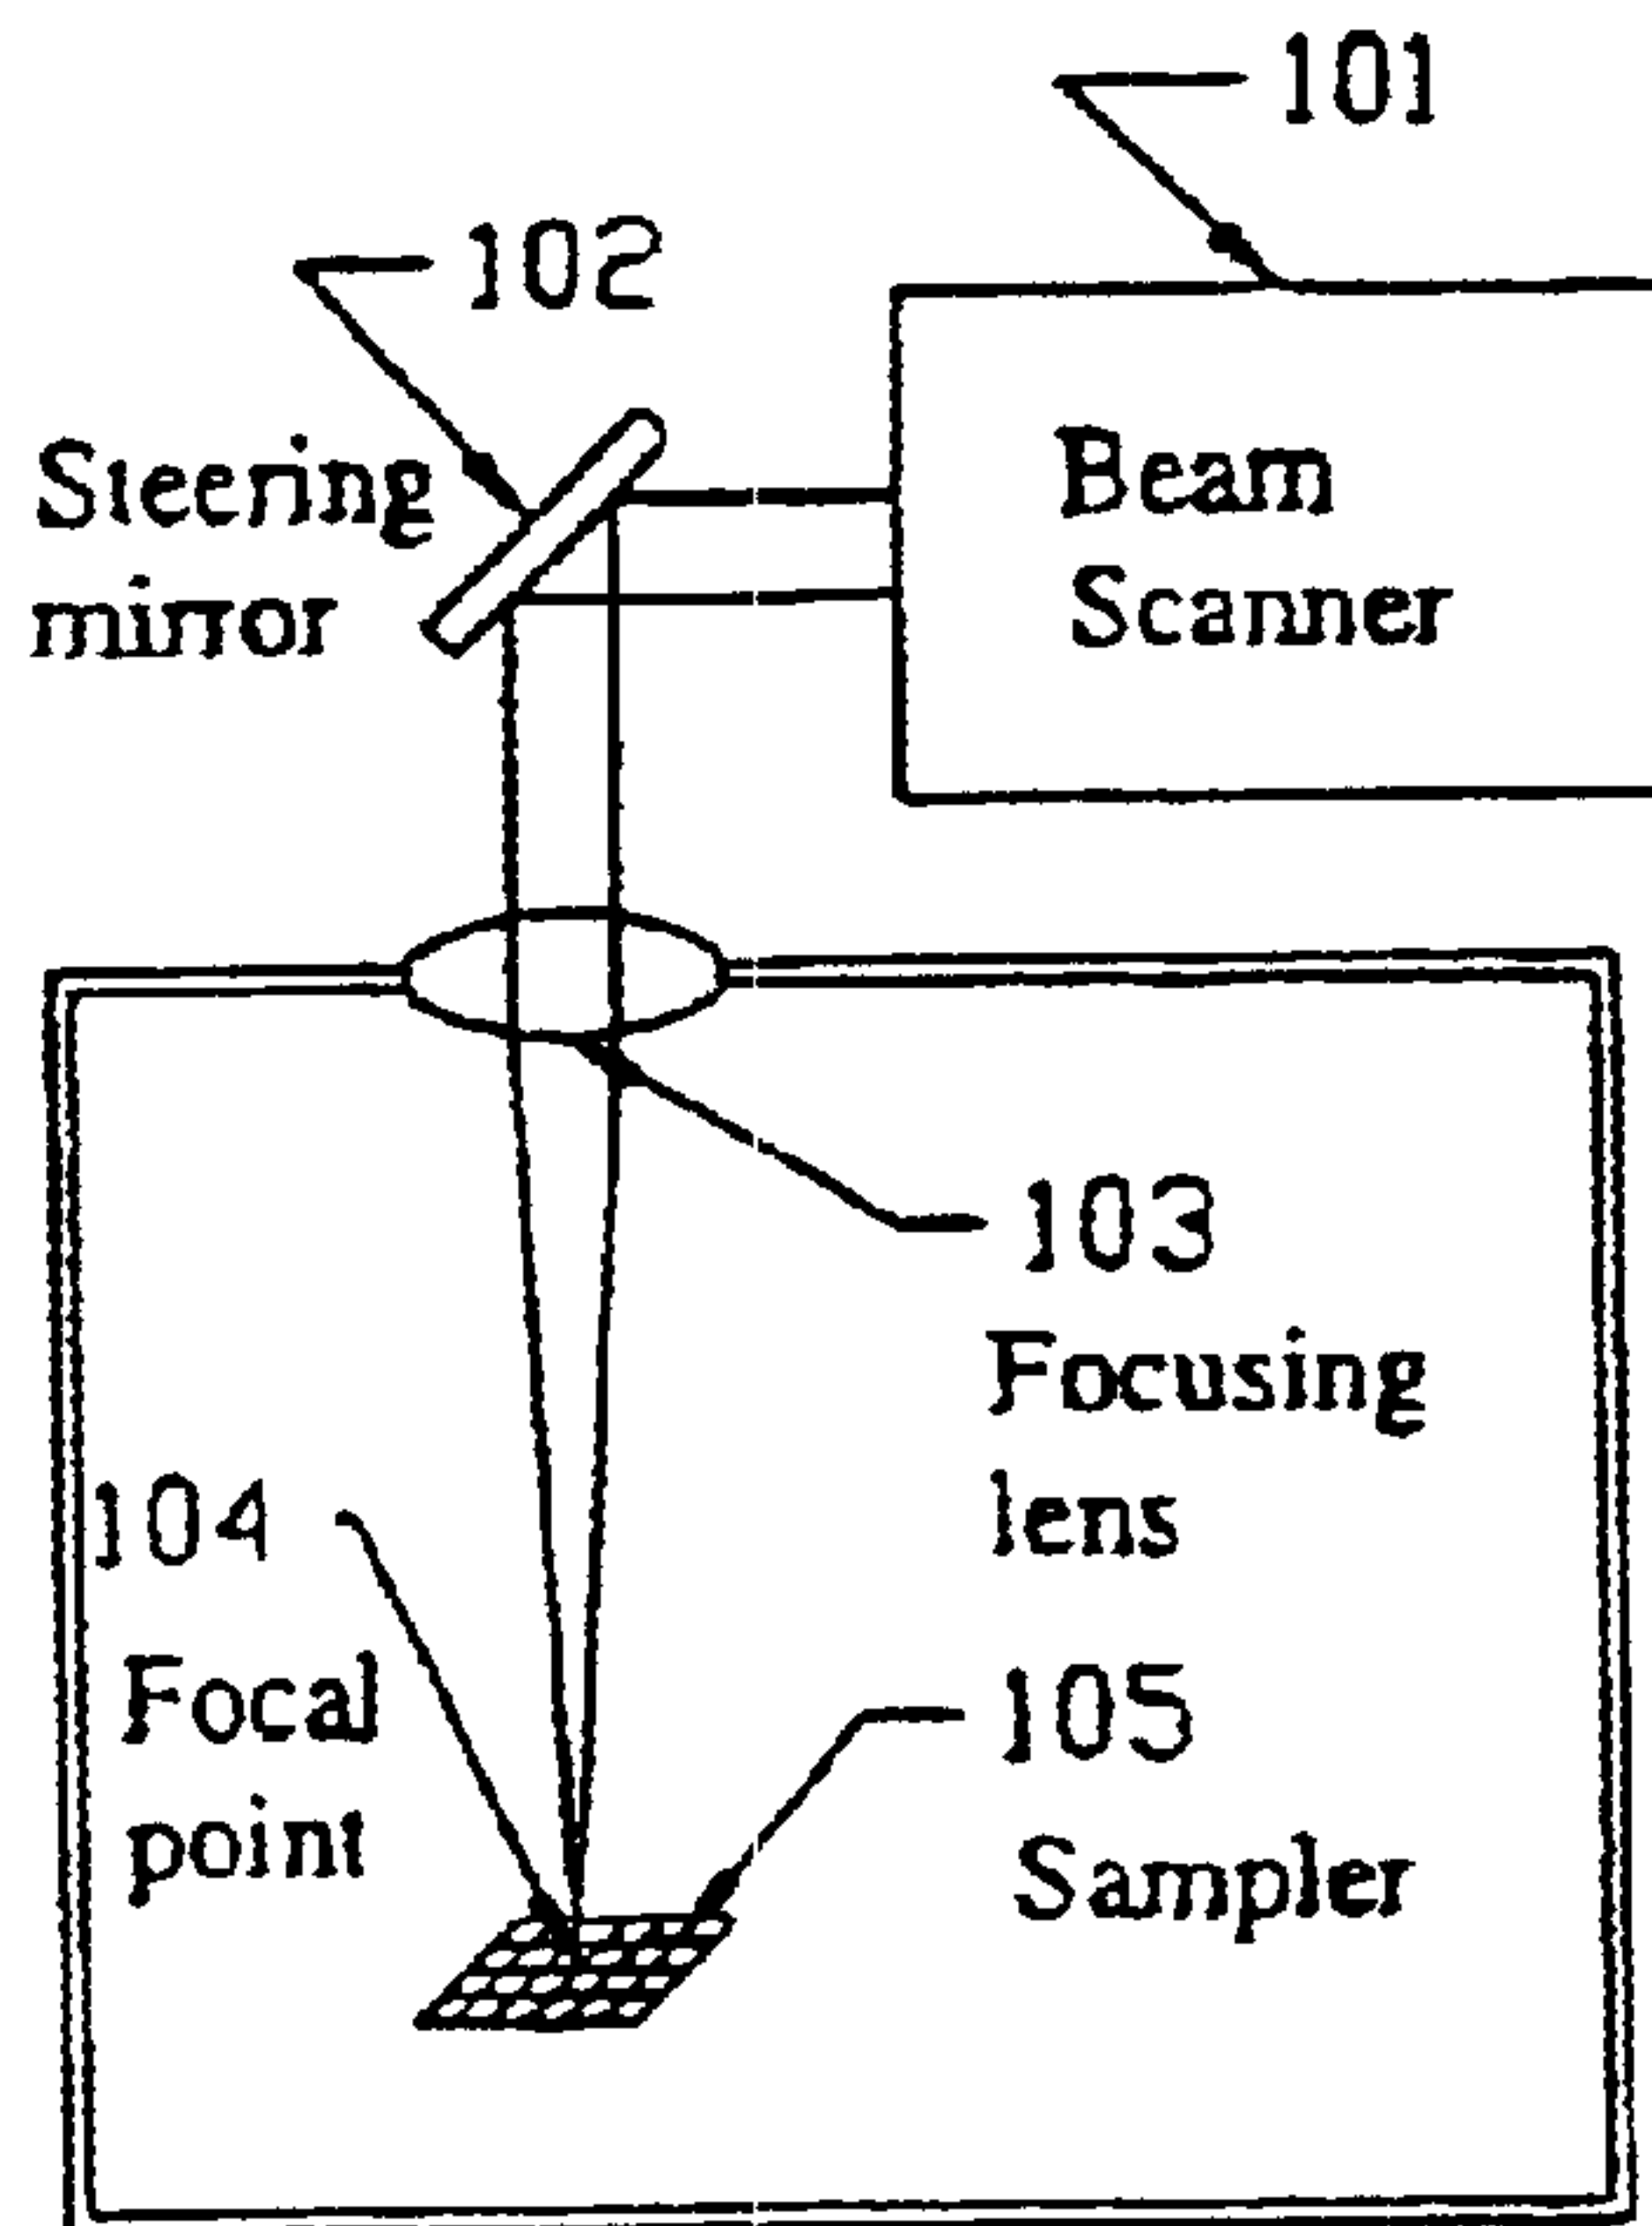 101
102
Steering
mirror
Beam
Scanner
103
Focusing
lens
104
Focal
point
105
Sampler